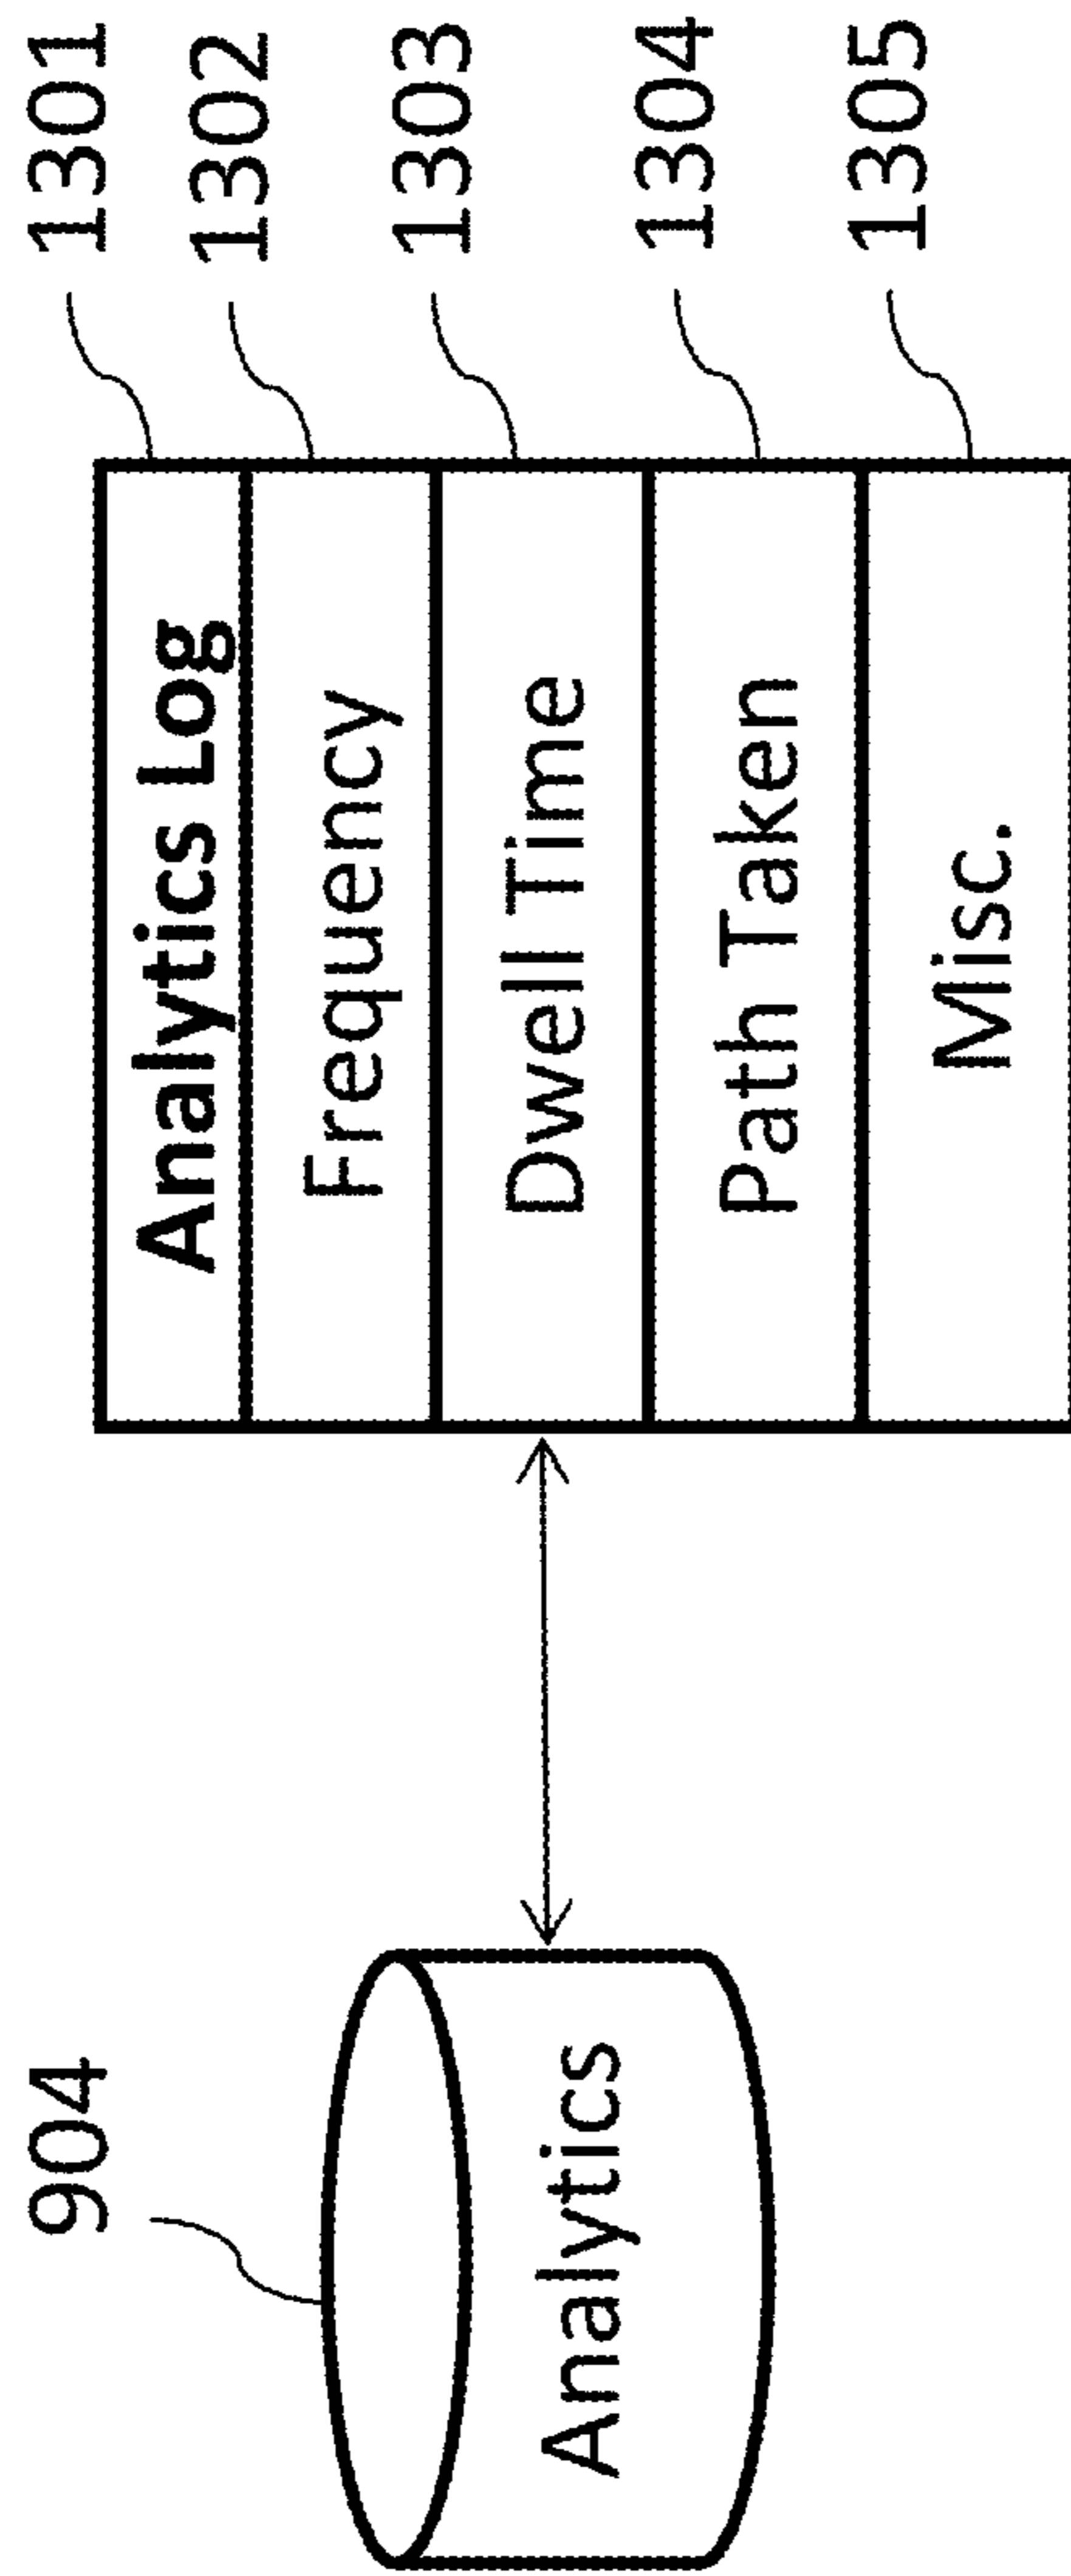 904
Analytics
Analytics Log
1301
Frequency
1302
Dwell Time
1303
Path Taken
1304
Misc.
1305